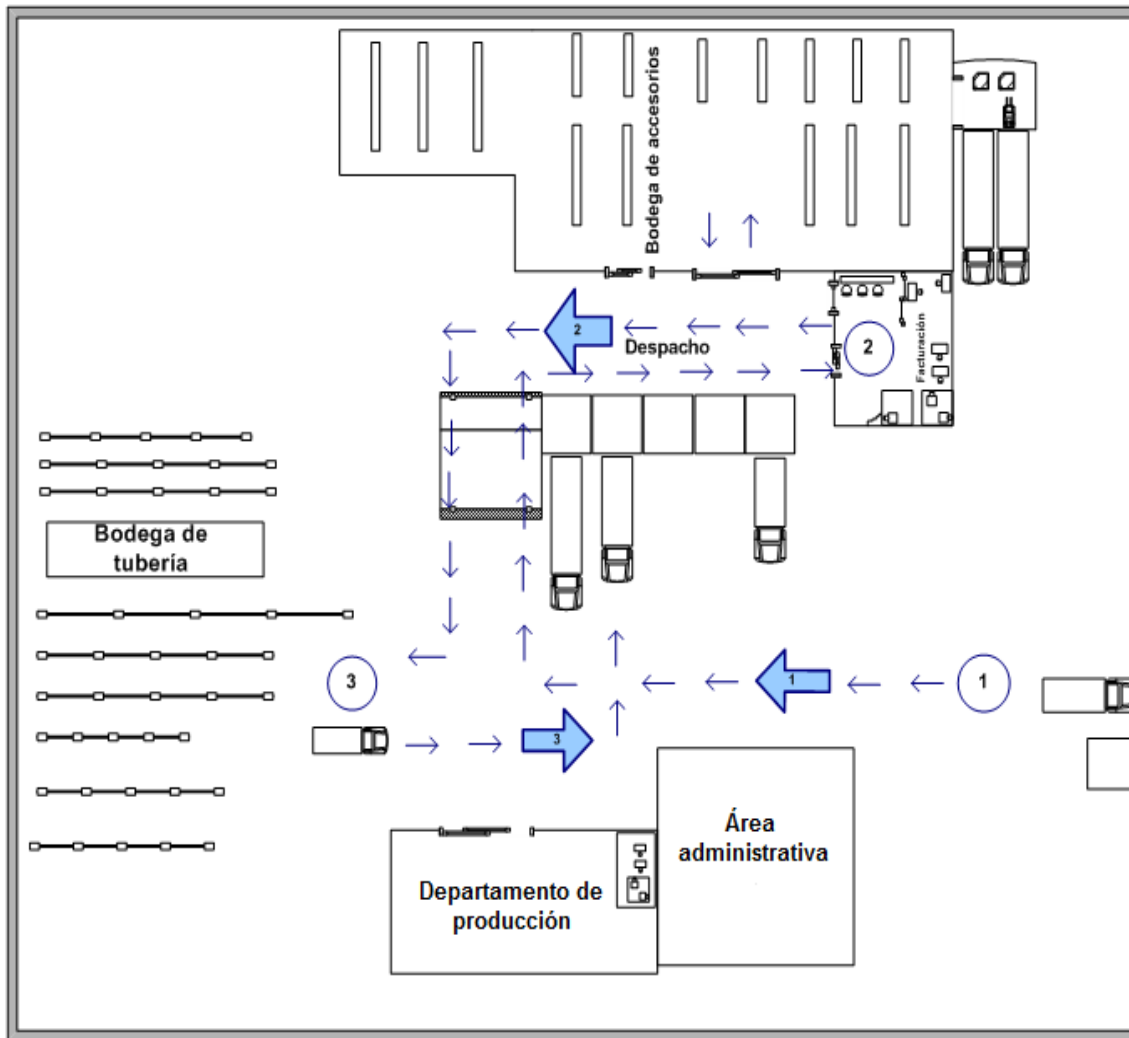 Bodega de accesorios
2
Despacho
2
Facturación
Bodega de
tubería
3
1
1
3
Área
administrativa
Departamento de
producción